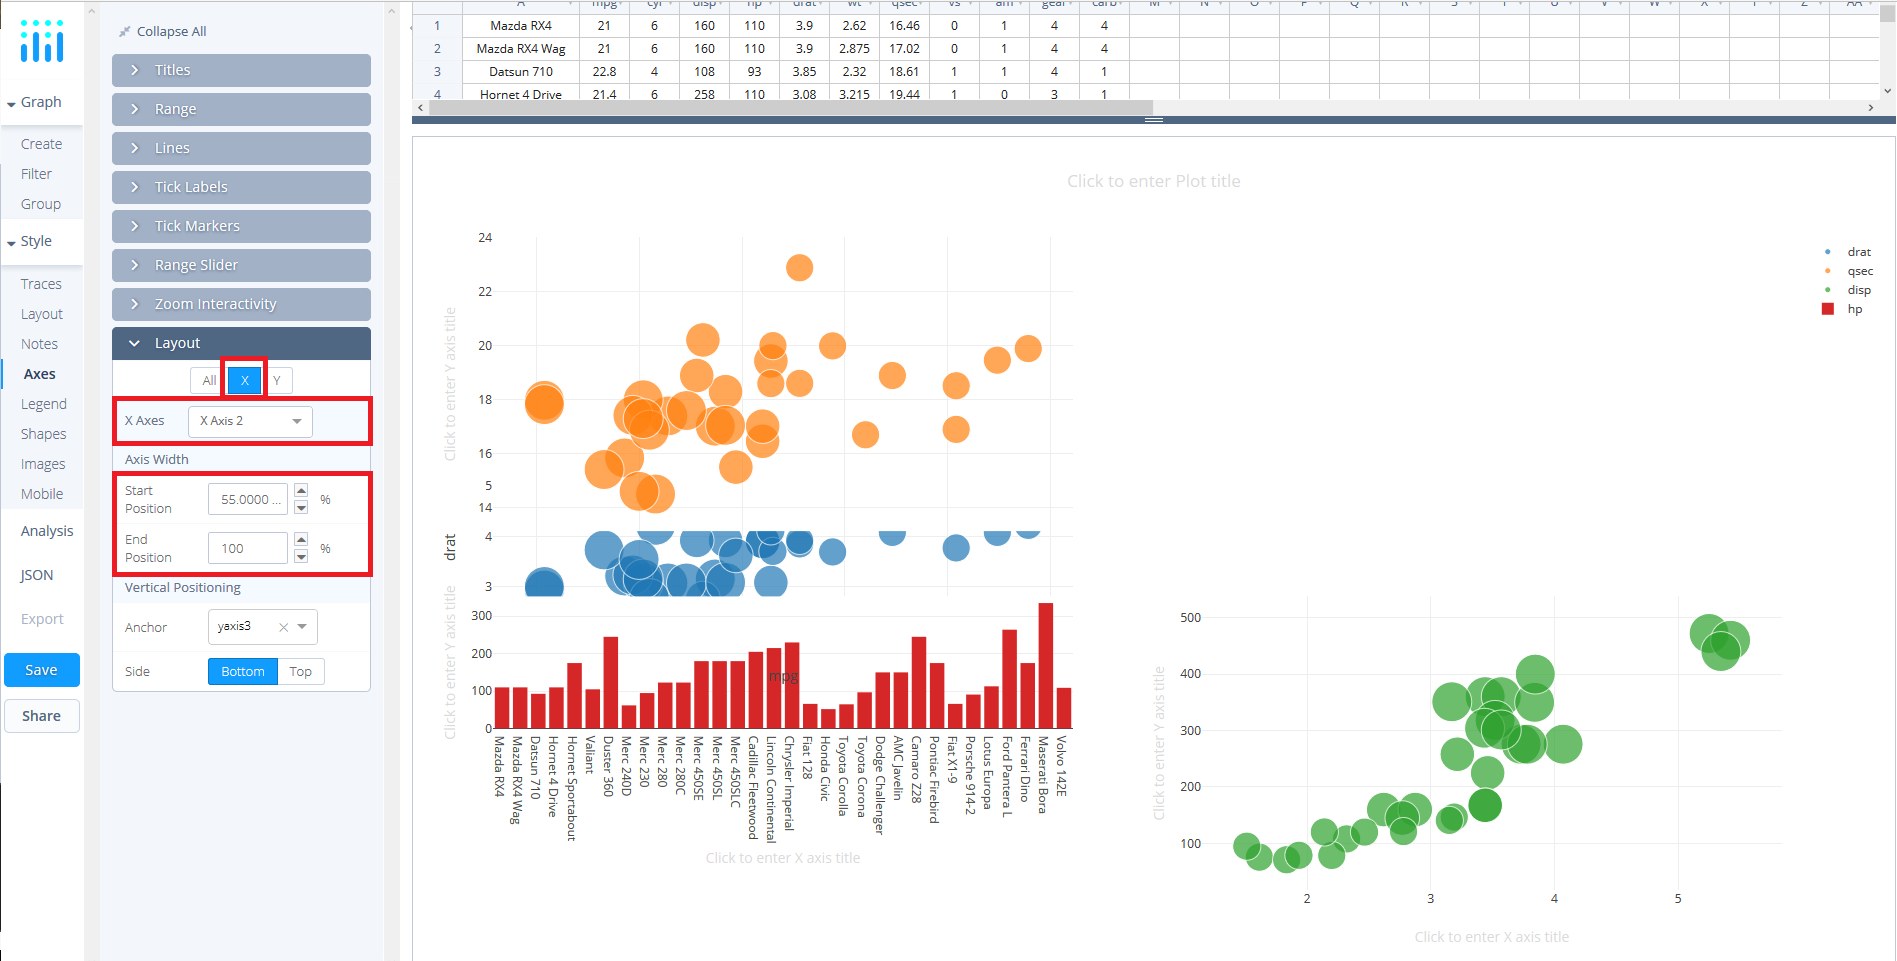 Collapse All
Titles
Range
Lines
Tick Labels
Tick Markers
Range Slider
Zoom Interactivity
Layout
All X Y
X Axes X Axis 2
Axis Width
Start Position 55.0000 ... %
End Position 100 %
Vertical Positioning
Anchor yaxis3
Side Bottom Top
Graph
Create
Filter
Group
Style
Traces
Layout
Notes
Axes
Legend
Shapes
Images
Mobile
Analysis
JSON
Export
Save
Share
A mpg cyl disp hp drat wt qsec vs am gear carb M N O P Q R S T U V W X Y Z AA
1 Mazda RX4 21 6 160 110 3.9 2.62 16.46 0 1 4 4
2 Mazda RX4 Wag 21 6 160 110 3.9 2.875 17.02 0 1 4 4
3 Datsun 710 22.8 4 108 93 3.85 2.32 18.61 1 1 4 1
4 Hornet 4 Drive 21.4 6 258 110 3.08 3.215 19.44 1 0 3 1
Click to enter Plot title
drat
qsec
disp
hp
Click to enter Y axis title
24
22
20
18
16
14
drat
5
4
3
Click to enter Y axis title
300
200
100
0
mpg
Mazda RX4
Mazda RX4 Wag
Datsun 710
Hornet 4 Drive
Hornet Sportabout
Valiant
Duster 360
Merc 240D
Merc 230
Merc 280
Merc 280C
Merc 450SE
Merc 450SL
Merc 450SLC
Cadillac Fleetwood
Lincoln Continental
Chrysler Imperial
Fiat 128
Honda Civic
Toyota Corolla
Toyota Corona
Dodge Challenger
AMC Javelin
Camaro Z28
Pontiac Firebird
Fiat X1-9
Porsche 914-2
Lotus Europa
Ford Pantera L
Ferrari Dino
Maserati Bora
Volvo 142E
Click to enter X axis title
Click to enter Y axis title
500
400
300
200
100
2 3 4 5
Click to enter X axis title